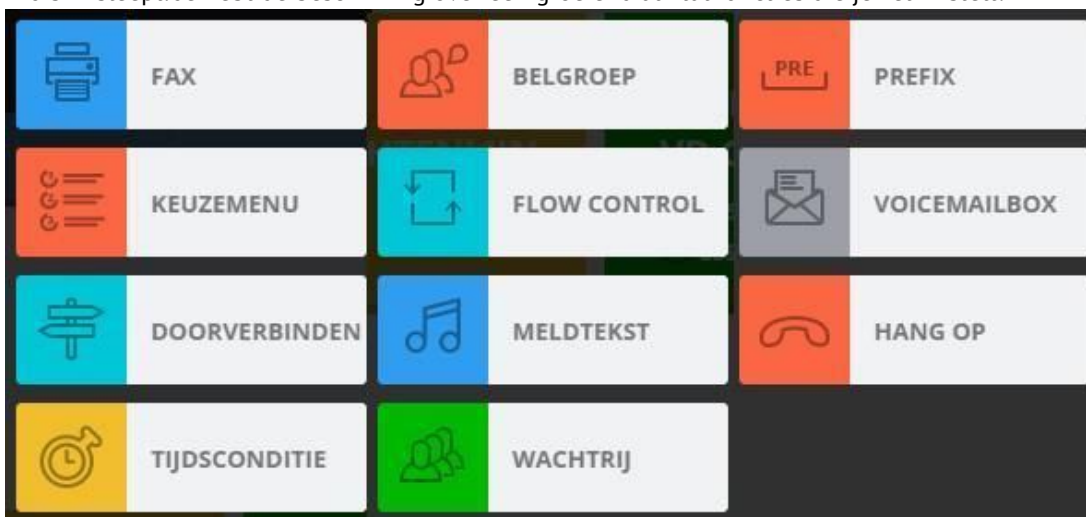 FAX
BELGROEP
PRE
PREFIX
KEUZEMENU
FLOW CONTROL
VOICEMAILBOX
DOORVERBINDEN
MELDTEKST
HANG OP
TIJDSCONDITIE
WACHTRIJ